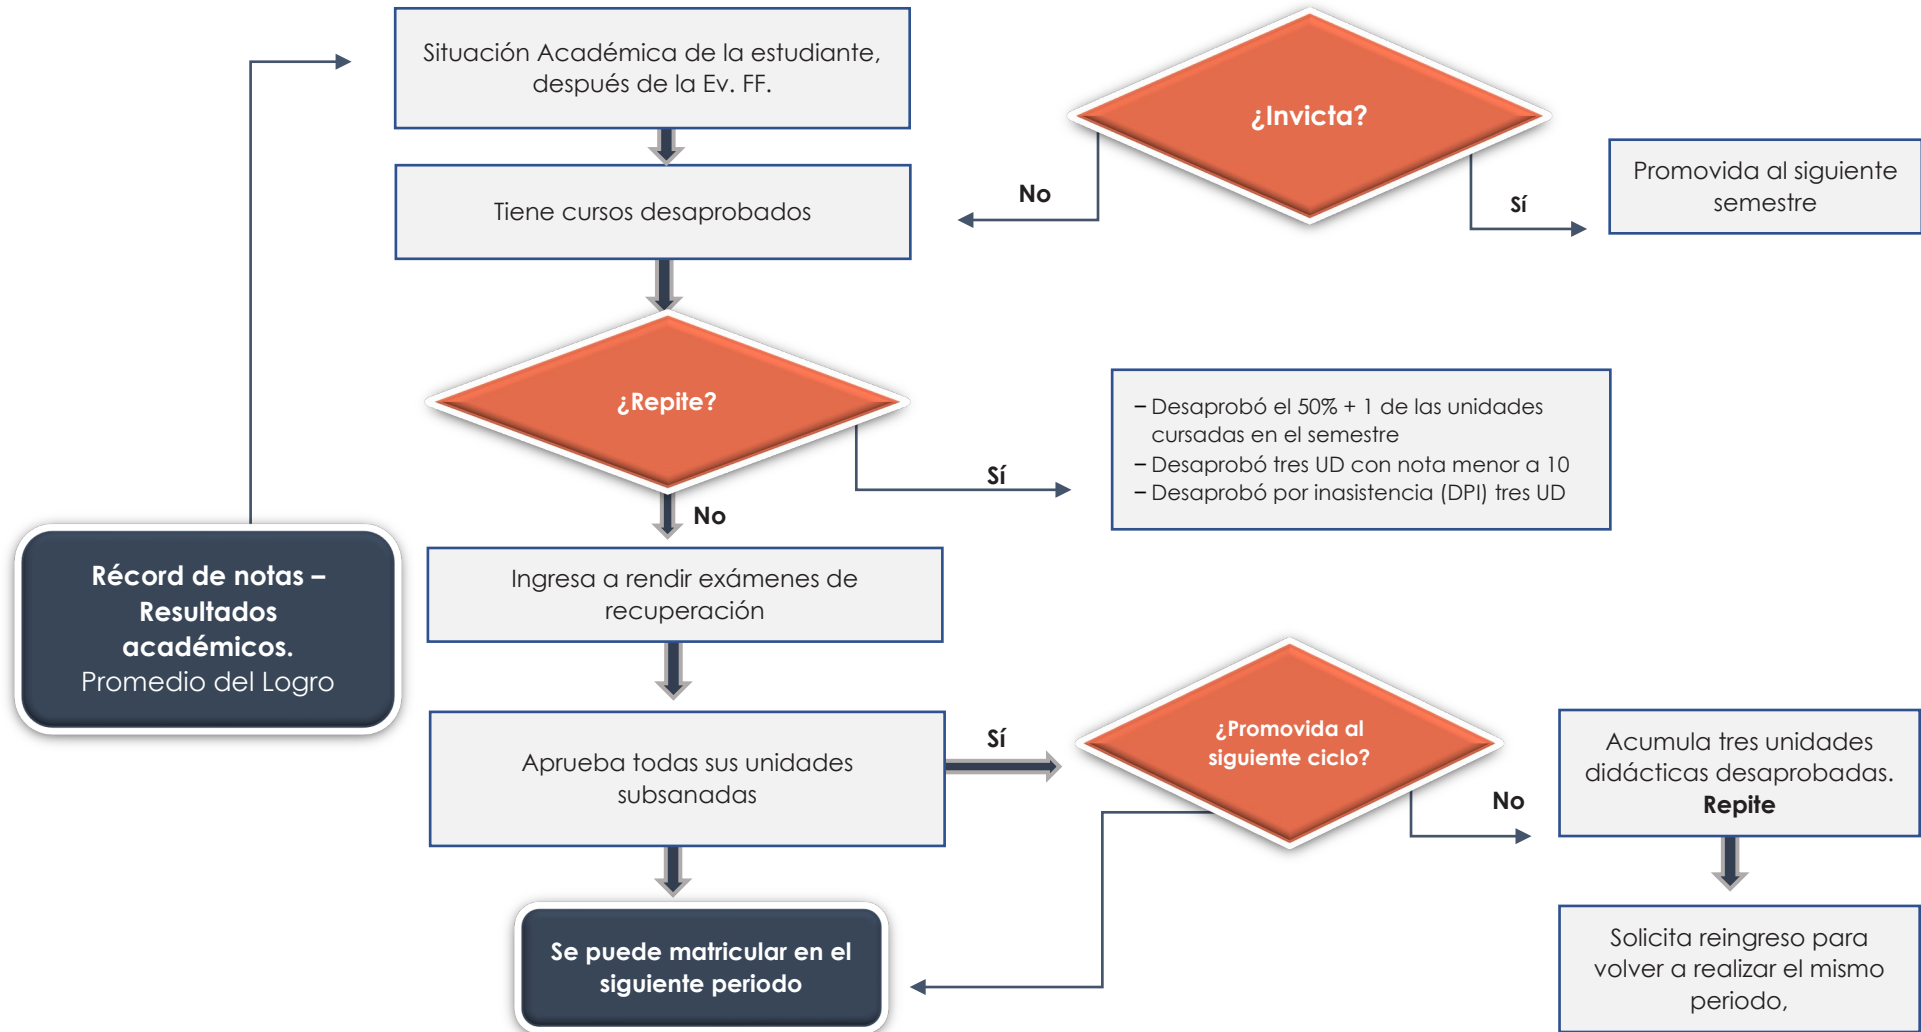 Situación Académica de la estudiante,
después de la Ev. FF.
¿Invicta?
Promovida al siguiente
semestre
No
Sí
Tiene cursos desaprobados
¿Repite?
– Desaprobó el 50% + 1 de las unidades
cursadas en el semestre
– Desaprobó tres UD con nota menor a 10
– Desaprobó por inasistencia (DPI) tres UD
Sí
No
Récord de notas –
Resultados
académicos.
Promedio del Logro
Ingresa a rendir exámenes de
recuperación
Aprueba todas sus unidades
subsanadas
Sí
¿Promovida al
siguiente ciclo?
No
Acumula tres unidades
didácticas desaprobadas.
Repite
Se puede matricular en el
siguiente periodo
Solicita reingreso para
volver a realizar el mismo
periodo,